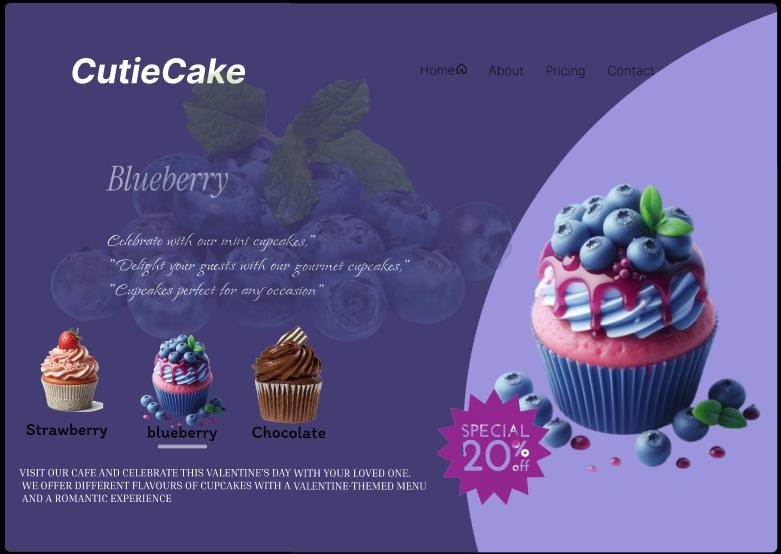 CutieCake
Home About Pricing Contact
Blueberry
Celebrate with our mini cupcakes,"
"Delight your guests with our gourmet cupcakes,"
"Cupcakes perfect for any occasion"
Strawberry blueberry Chocolate
SPECIAL
20%
off
VISIT OUR CAFE AND CELEBRATE THIS VALENTINE'S DAY WITH YOUR LOVED ONE.
WE OFFER DIFFERENT FLAVOURS OF CUPCAKES WITH A VALENTINE-THEMED MENU
AND A ROMANTIC EXPERIENCE